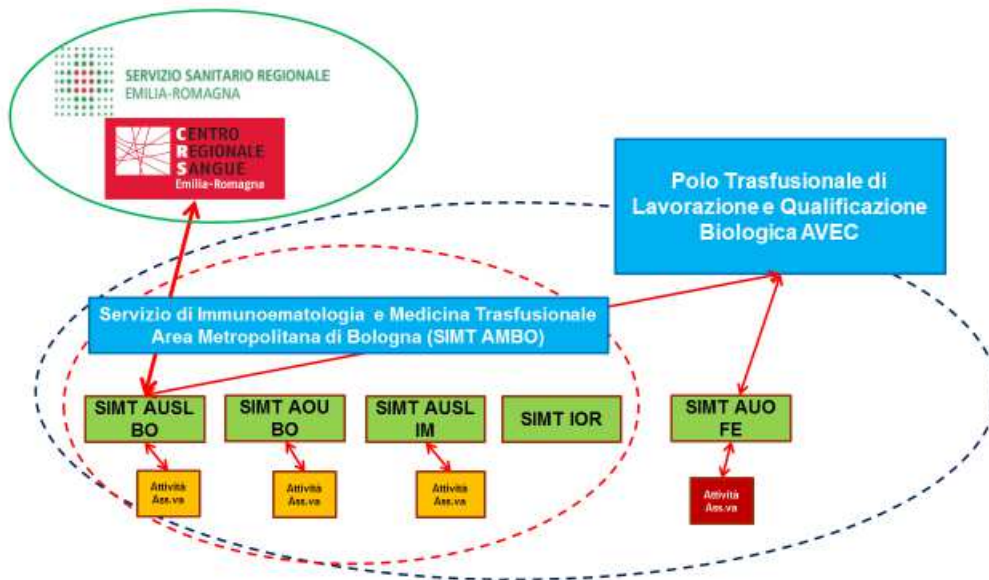 SERVIZIO SANITARIO REGIONALE
EMILIA-ROMAGNA
CENTRO
REGIONALE
SANGUE
Emilia-Romagna
Polo Trasfusionale di
Lavorazione e Qualificazione
Biologica AVEC
Servizio di Immunoematologia e Medicina Trasfusionale
Area Metropolitana di Bologna (SIMT AMBO)
SIMT AUSL
BO
SIMT AOU
BO
SIMT AUSL
IM
SIMT IOR
SIMT AUO
FE
Attività
Ass.va
Attività
Ass.va
Attività
Ass.va
Attività
Ass.va